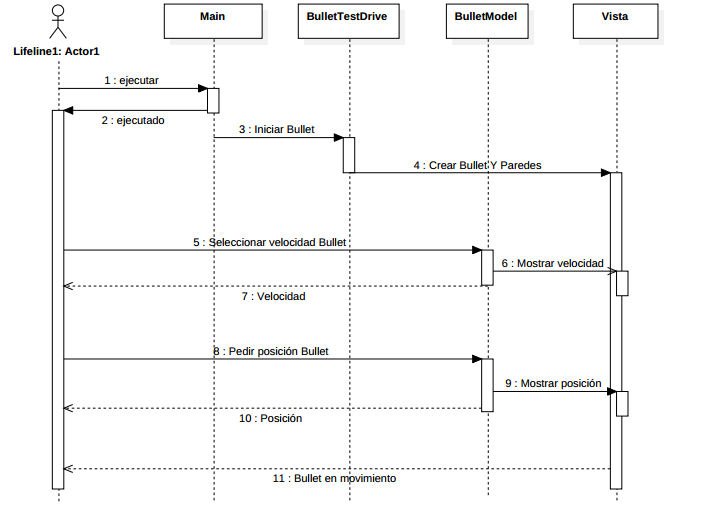 Main
BulletTestDrive
BulletModel
Vista
Lifeline1: Actor1
1 : ejecutar
2 : ejecutado
3 : Iniciar Bullet
4 : Crear Bullet Y Paredes
5 : Seleccionar velocidad Bullet
6 : Mostrar velocidad
7 : Velocidad
8 : Pedir posición Bullet
9 : Mostrar posición
10 : Posición
11 : Bullet en movimiento